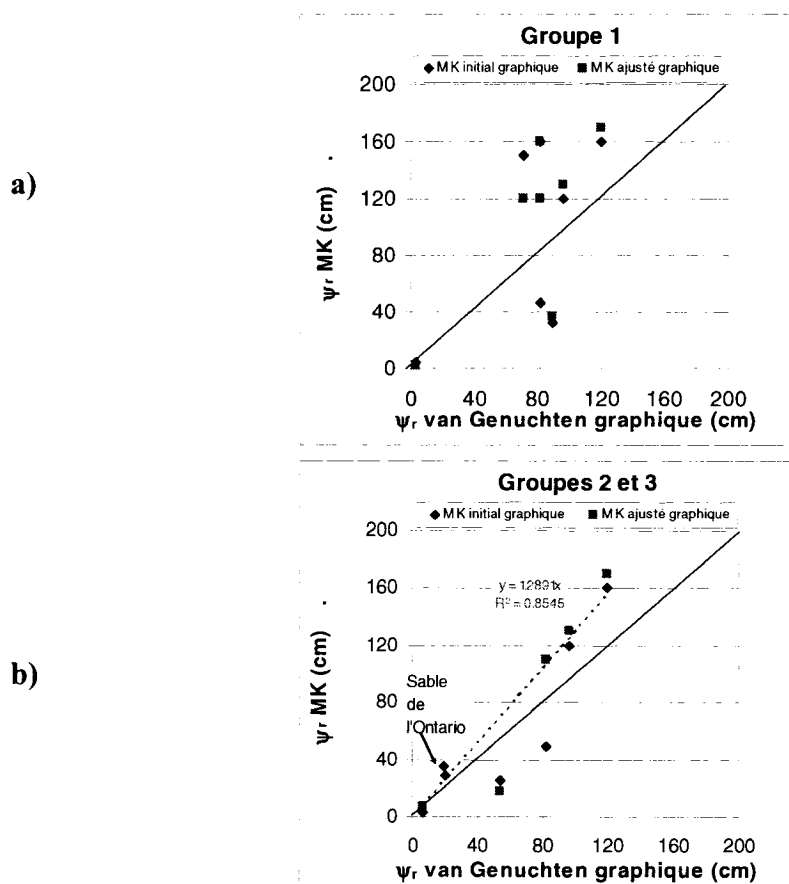 a)
Groupe 1
◆ MK initial graphique ■ MK ajusté graphique
200
160
120
80
40
0
ψr MK (cm)
0 40 80 120 160 200
ψr van Genuchten graphique (cm)
b)
Groupes 2 et 3
◆ MK initial graphique ■ MK ajusté graphique
200
160
120
80
40
0
ψr MK (cm)
y = 1.2891x
R² = 0.8545
Sable
de
l'Ontario
0 40 80 120 160 200
ψr van Genuchten graphique (cm)